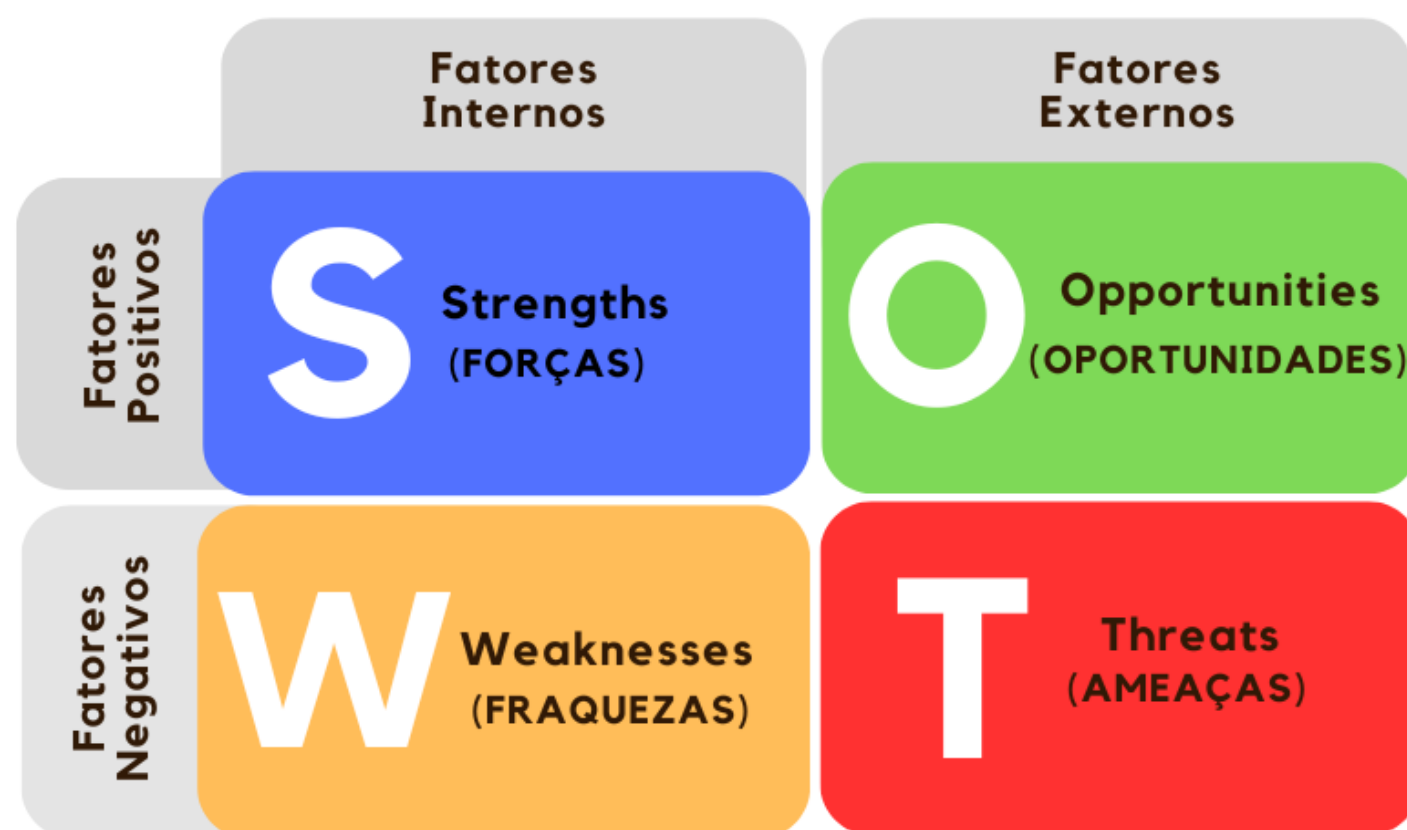 Fatores
Internos
Fatores
Externos
Fatores
Positivos
S
Strengths
(FORÇAS)
O
Opportunities
(OPORTUNIDADES)
Fatores
Negativos
W
Weaknesses
(FRAQUEZAS)
T
Threats
(AMEAÇAS)